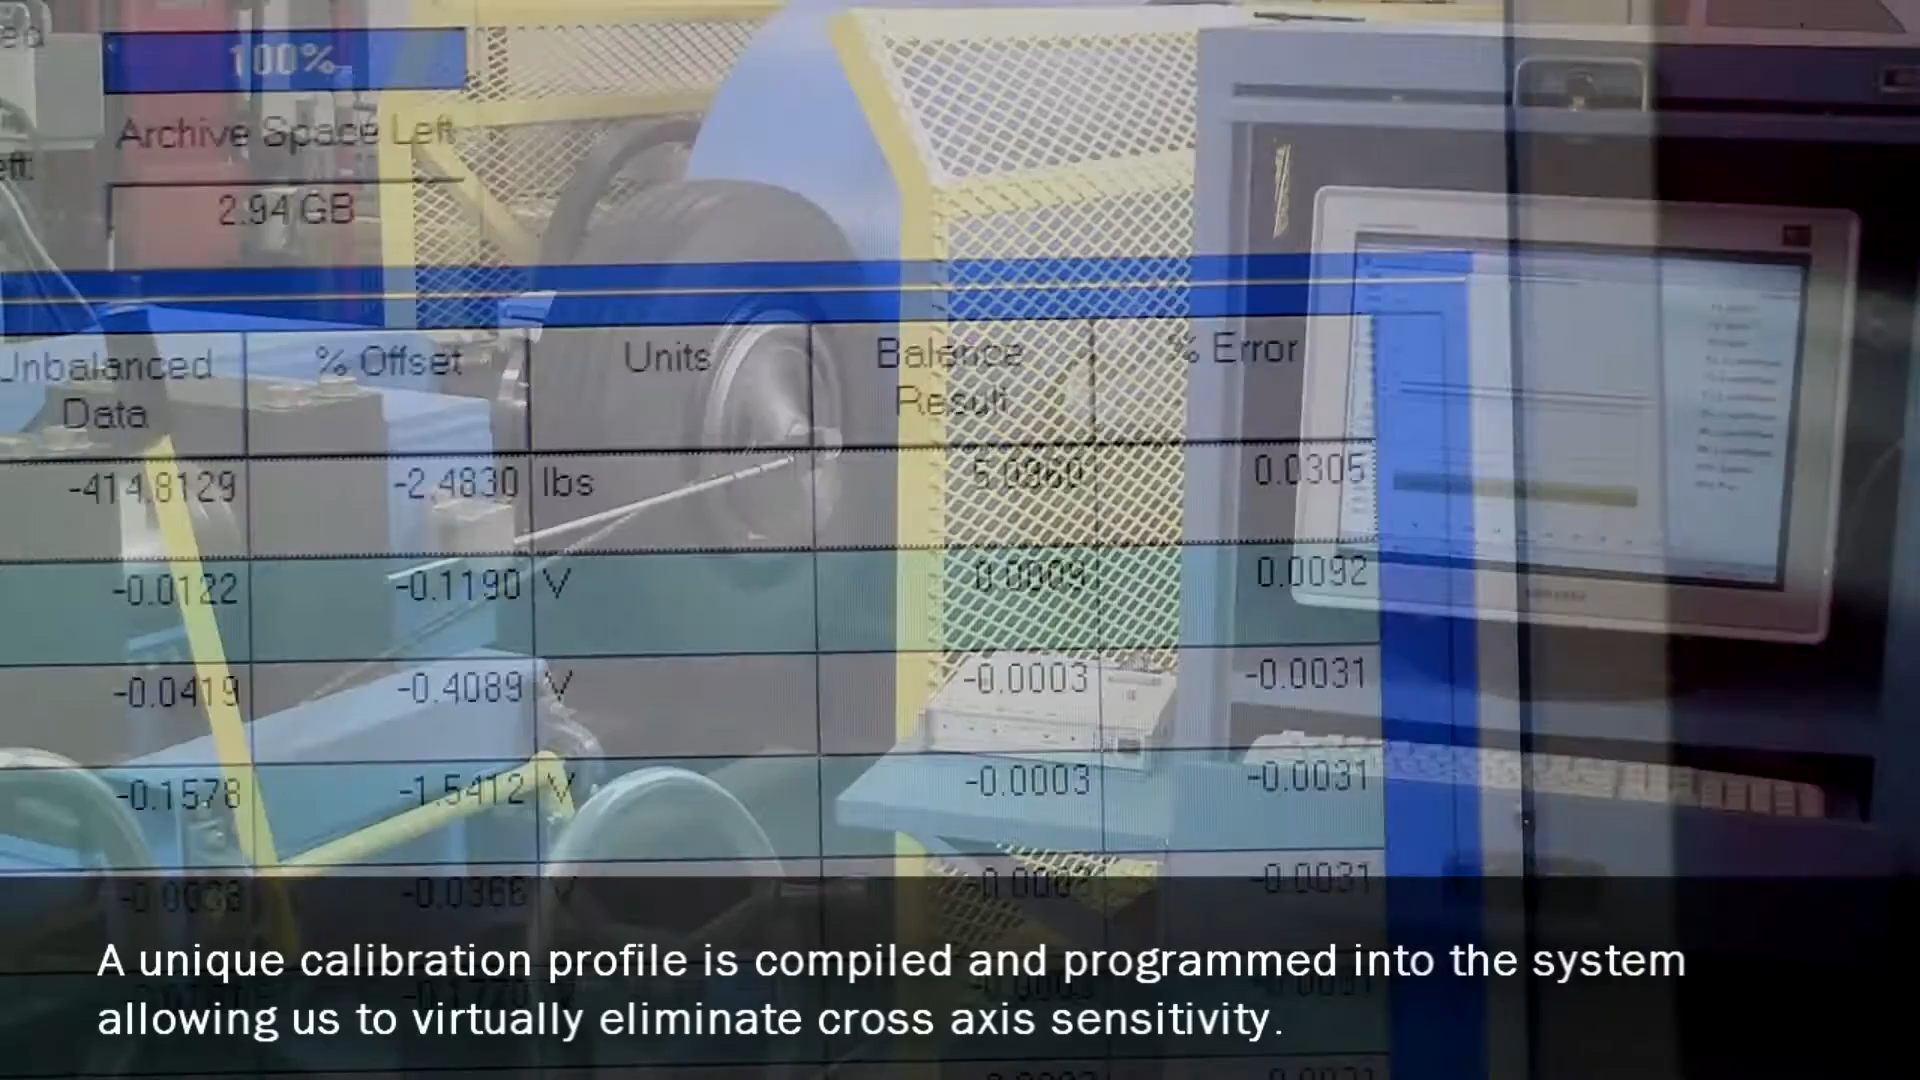 100%
Archive Space Left
2.94 GB
Unbalanced Data % Offset Units Balance Result % Error
-414.8129 -2.4830 lbs 0.0305
-0.0122 -0.1190 V 0.0009 0.0092
-0.0419 -0.4089 V -0.0003 -0.0031
-0.1578 -1.5412 V -0.0003 -0.0031
-0.0366 V -0.0031
A unique calibration profile is compiled and programmed into the system
allowing us to virtually eliminate cross axis sensitivity.